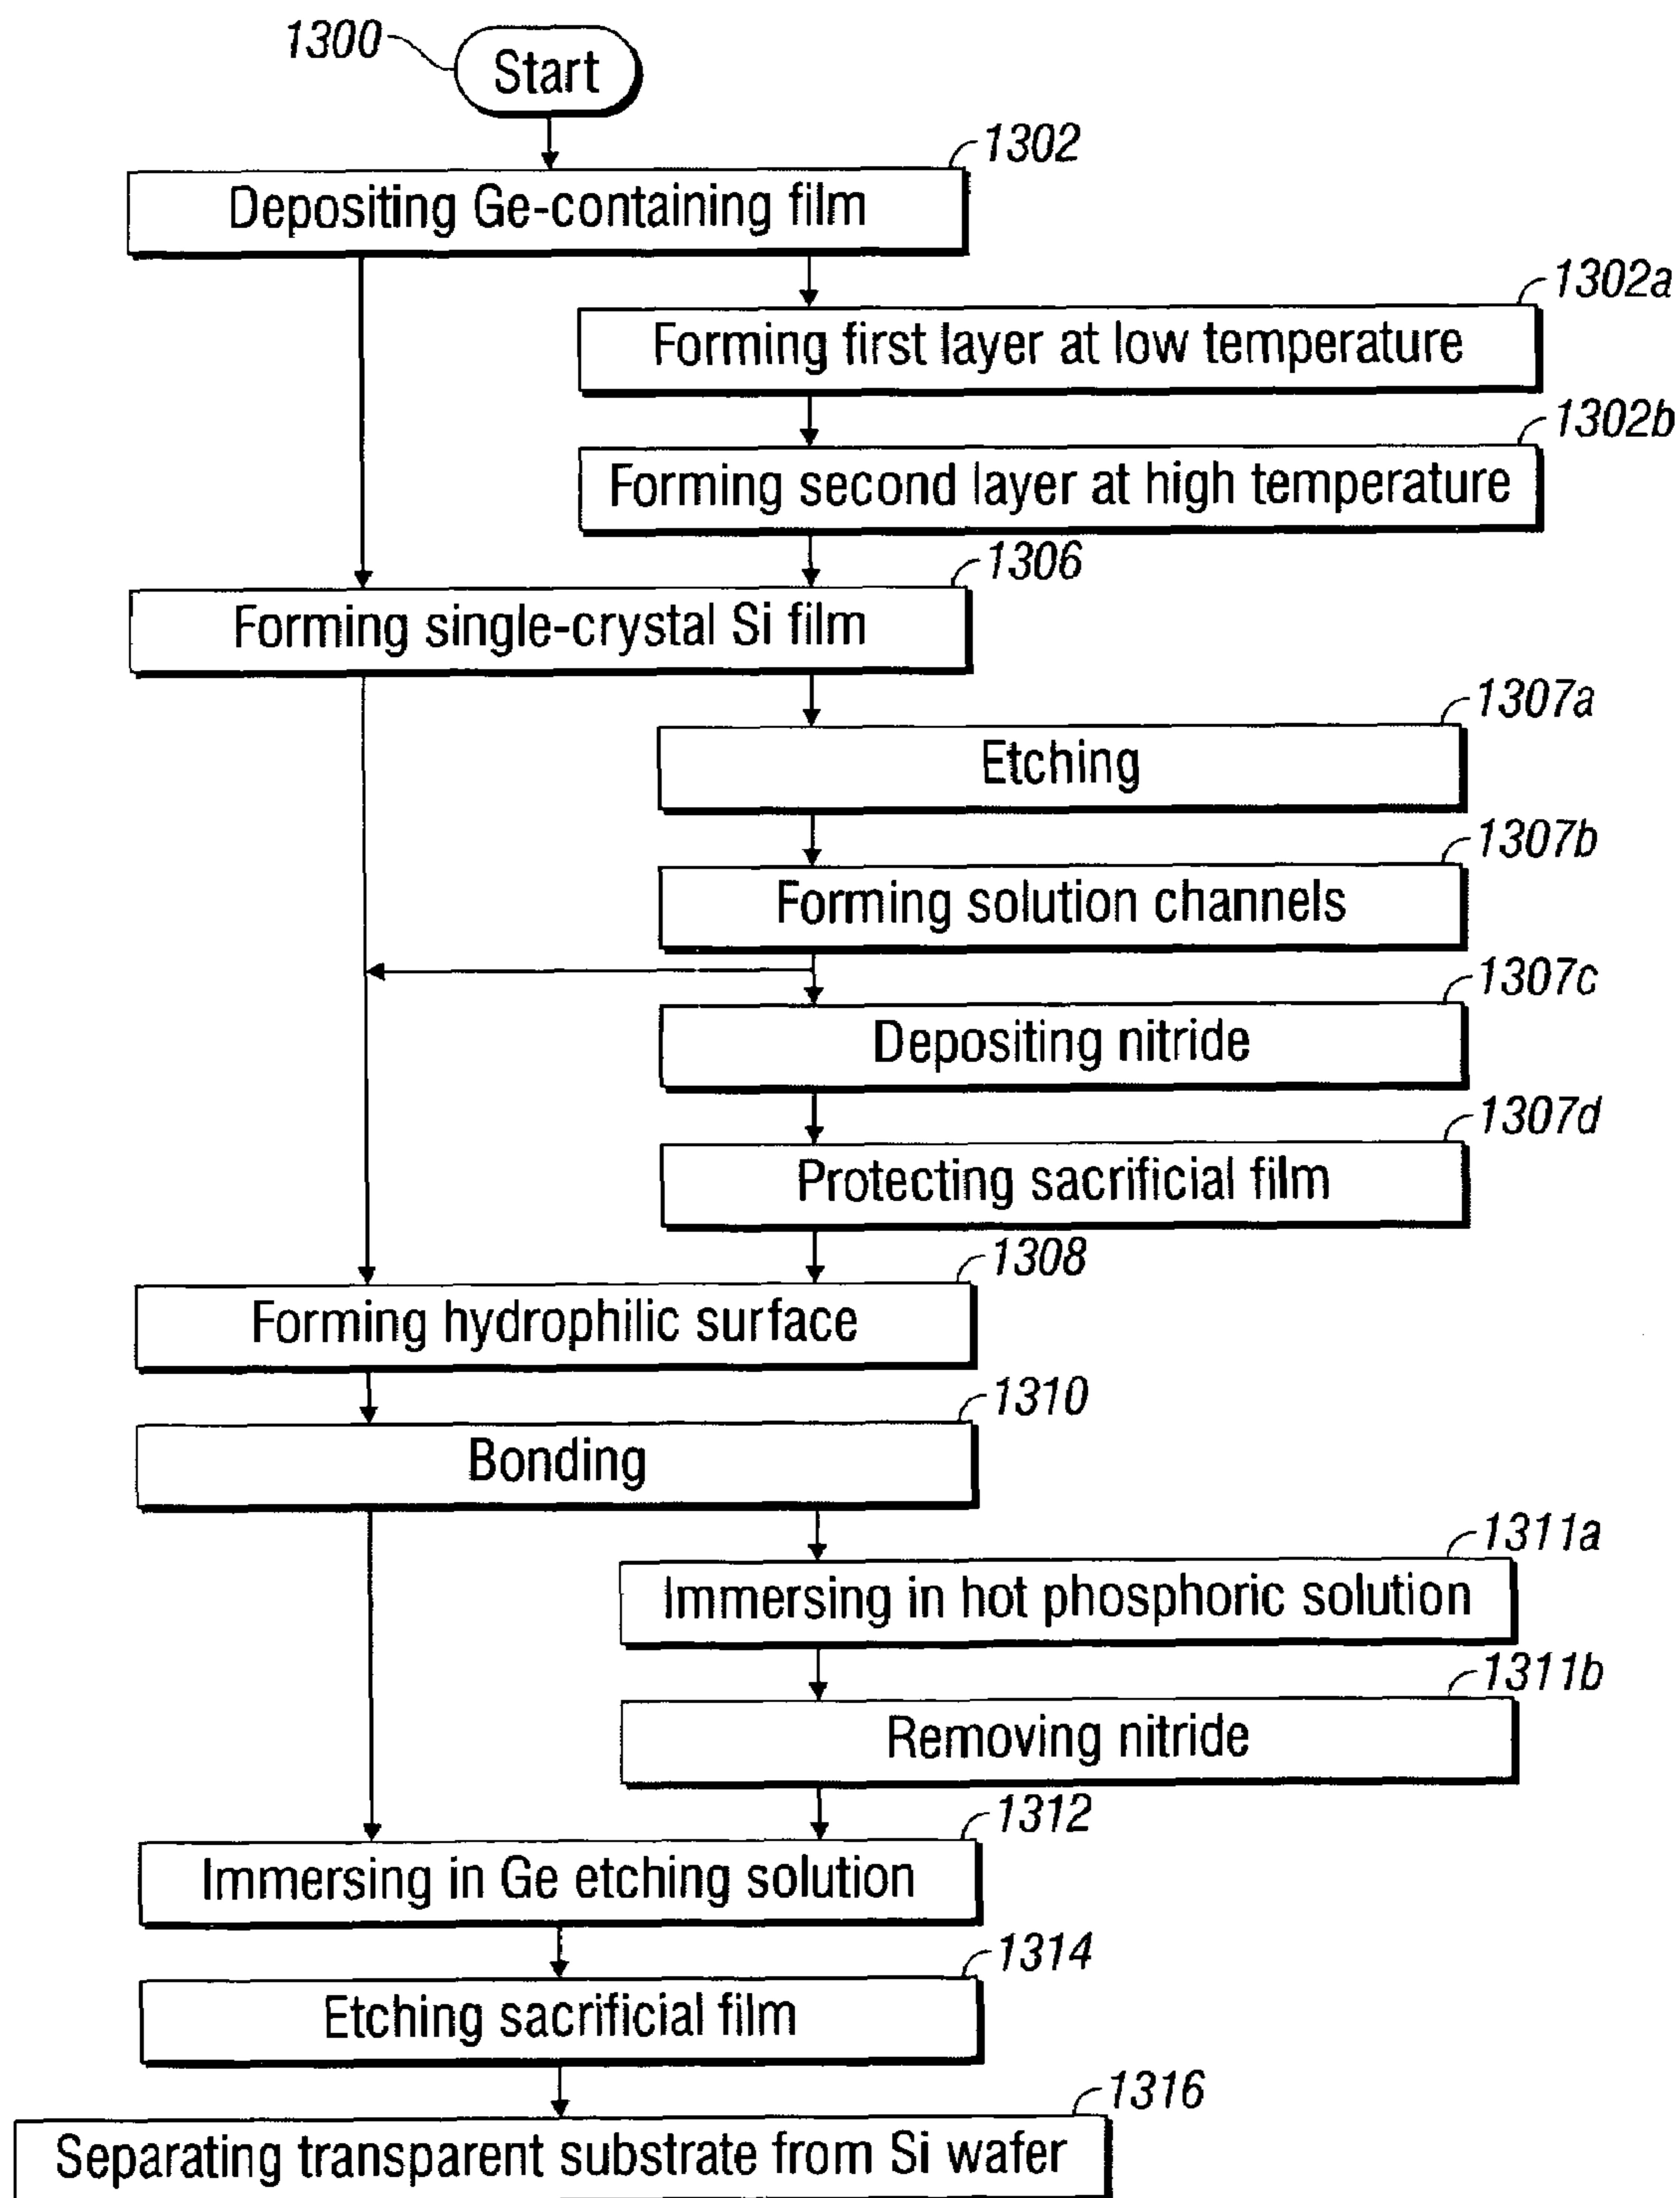 1300
Start
1302
Depositing Ge-containing film
1302a
Forming first layer at low temperature
1302b
Forming second layer at high temperature
1306
Forming single-crystal Si film
1307a
Etching
1307b
Forming solution channels
1307c
Depositing nitride
1307d
Protecting sacrificial film
1308
Forming hydrophilic surface
1310
Bonding
1311a
Immersing in hot phosphoric solution
1311b
Removing nitride
1312
Immersing in Ge etching solution
1314
Etching sacrificial film
1316
Separating transparent substrate from Si wafer